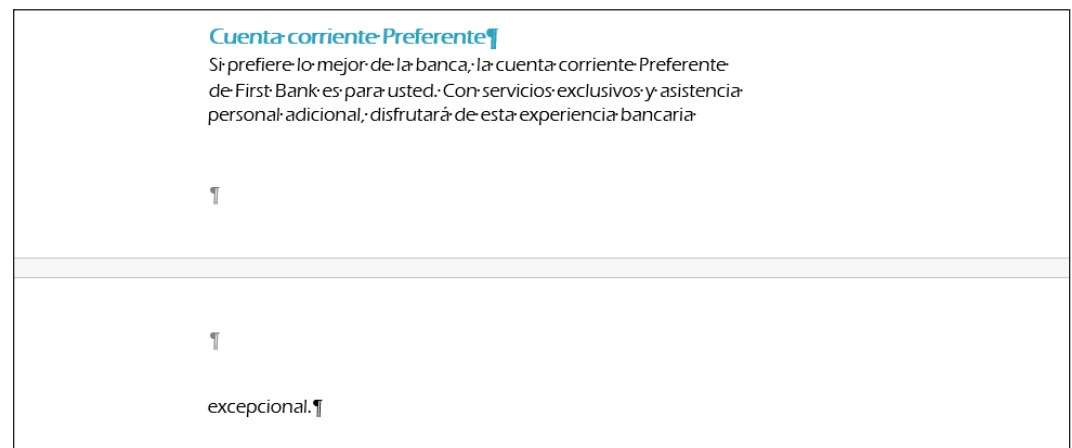 Cuenta·corriente·Preferente¶
Si·prefiere·lo·mejor·de·la·banca,·la·cuenta·corriente·Preferente·
de·First·Bank·es·para·usted.·Con·servicios·exclusivos·y·asistencia·
personal·adicional,·disfrutará·de·esta·experiencia·bancaria·
¶
¶
excepcional.¶